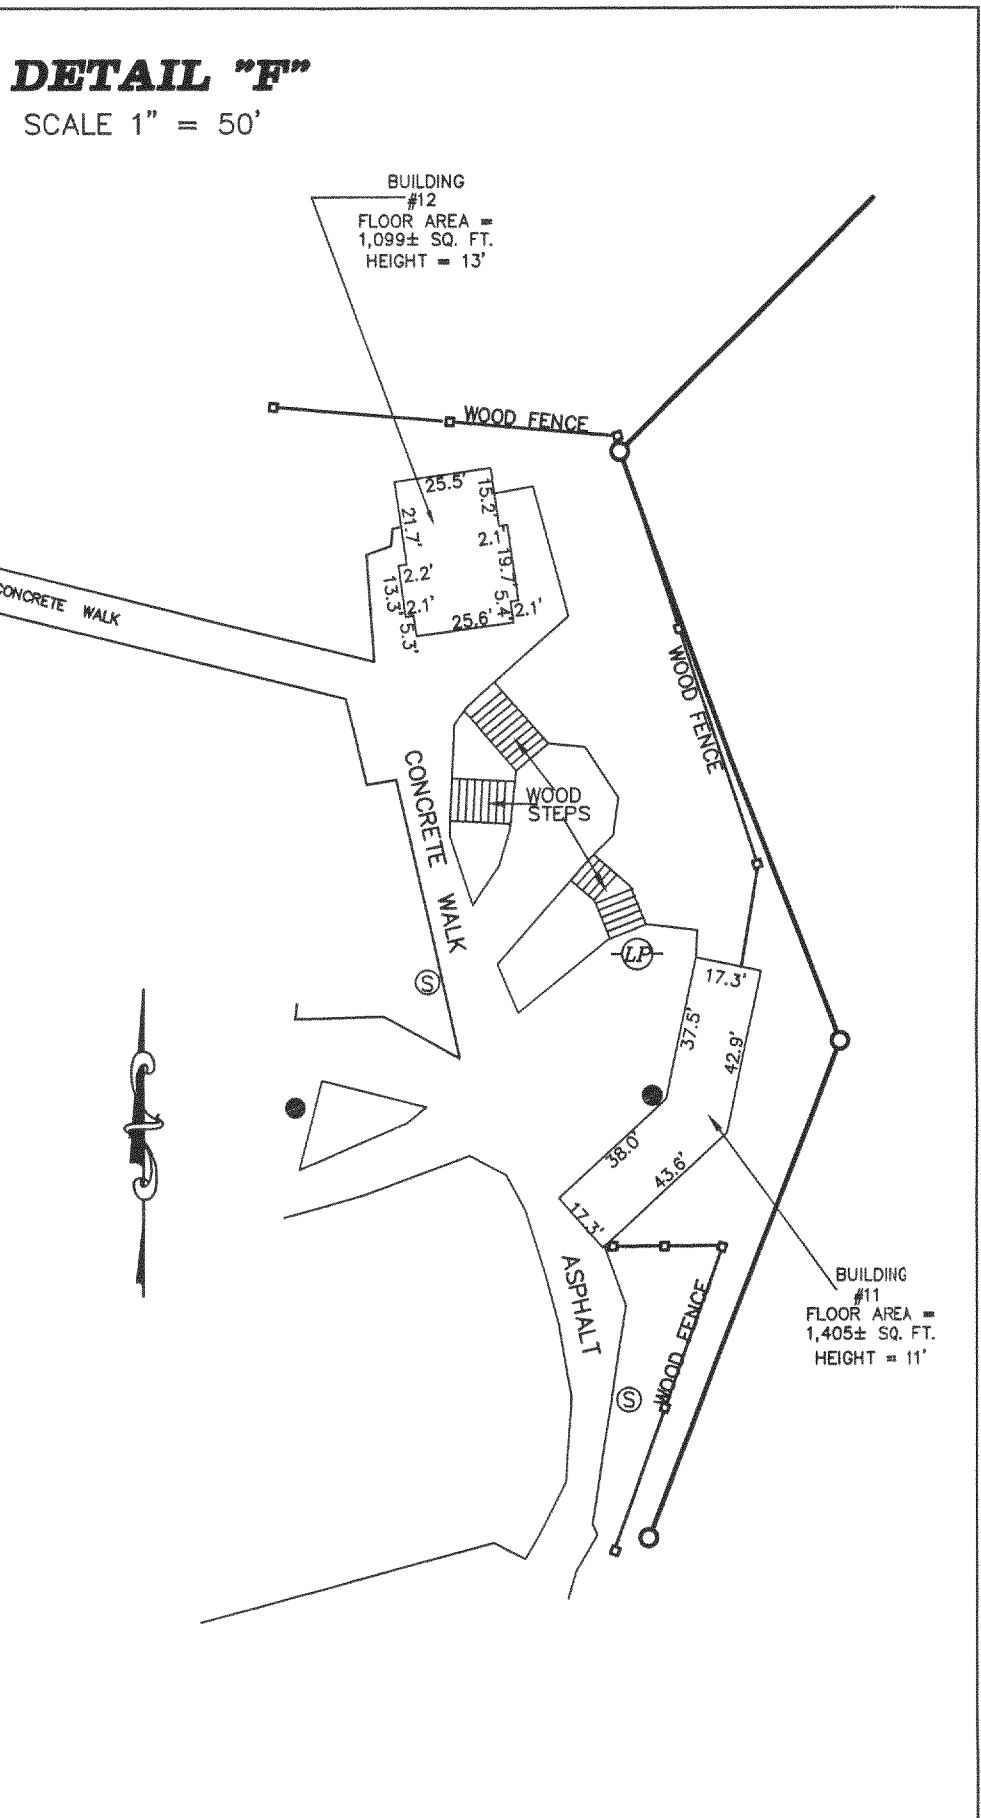 DETAIL "F"
SCALE 1" = 50'
BUILDING
#12
FLOOR AREA =
1,099± SQ. FT.
HEIGHT = 13'
WOOD FENCE
25.5'
15.2'
21.7'
2.1'
19.7'
2.2'
13.3'
2.1'
5.4'
2.1'
25.6'
5.3'
CONCRETE WALK
WOOD FENCE
CONCRETE WALK
WOOD
STEPS
LP
S
17.3'
37.5'
42.9'
38.0'
43.6'
17.3'
ASPHALT
BUILDING
#11
FLOOR AREA =
1,405± SQ. FT.
HEIGHT = 11'
WOOD FENCE
S